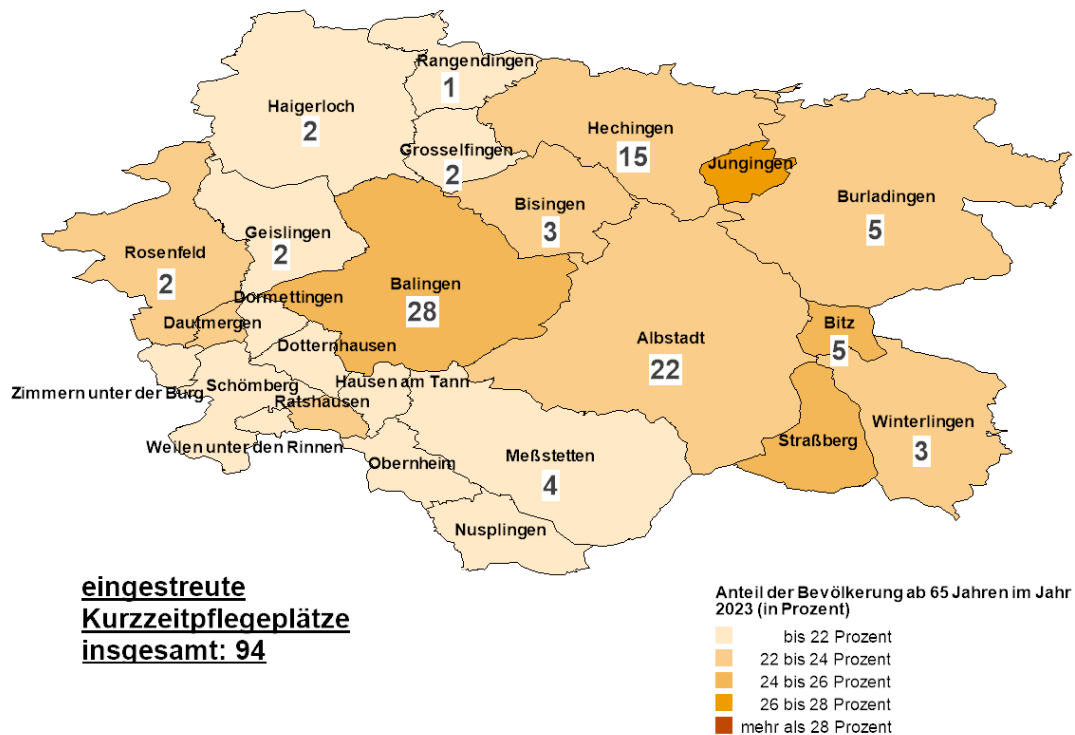 Rangendingen
1
Haigerloch
2
Hechingen
15
Grosselfingen
2
Jungingen
Burladingen
5
Bisingen
3
Geislingen
2
Rosenfeld
2
Balingen
28
Dormettingen
Dautmergen
Bitz
5
Albstadt
22
Dotternhausen
Hausen am Tann
Schömberg
Zimmern unter der Burg
Ratshausen
Winterlingen
3
Straßberg
Weilen unter den Rinnen
Meßstetten
4
Obernheim
Nusplingen
eingestreute
Kurzzeitpflegeplätze
insgesamt: 94
Anteil der Bevölkerung ab 65 Jahren im Jahr
2023 (in Prozent)
bis 22 Prozent
22 bis 24 Prozent
24 bis 26 Prozent
26 bis 28 Prozent
mehr als 28 Prozent